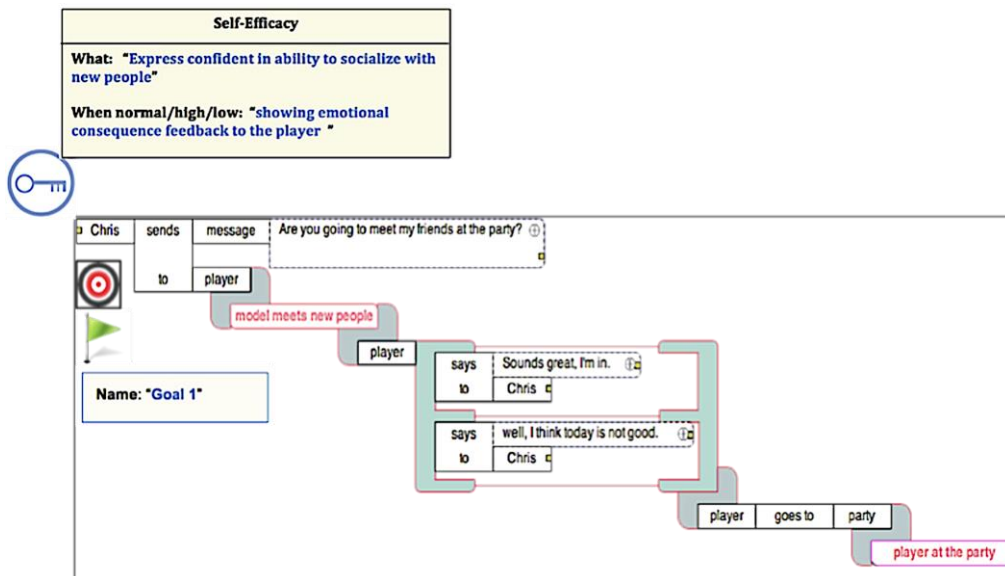 Self-Efficacy
What: "Express confident in ability to socialize with
new people"
When normal/high/low: "showing emotional
consequence feedback to the player "
Chris sends message Are you going to meet my friends at the party?
to player
model meets new people
player
says Sounds great, I'm in.
to Chris
says well, I think today is not good.
to Chris
Name: "Goal 1"
player goes to party
player at the party